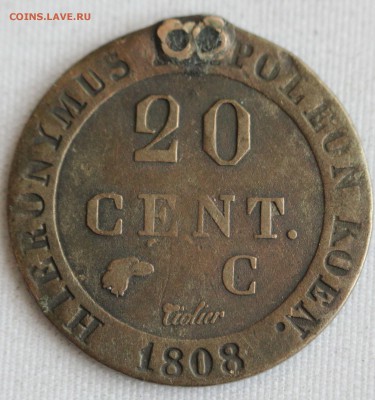 COINS.LAVE.RU
HIERONYMUS POLEON KOEN.
20
CENT.
C
Tiolier
1808